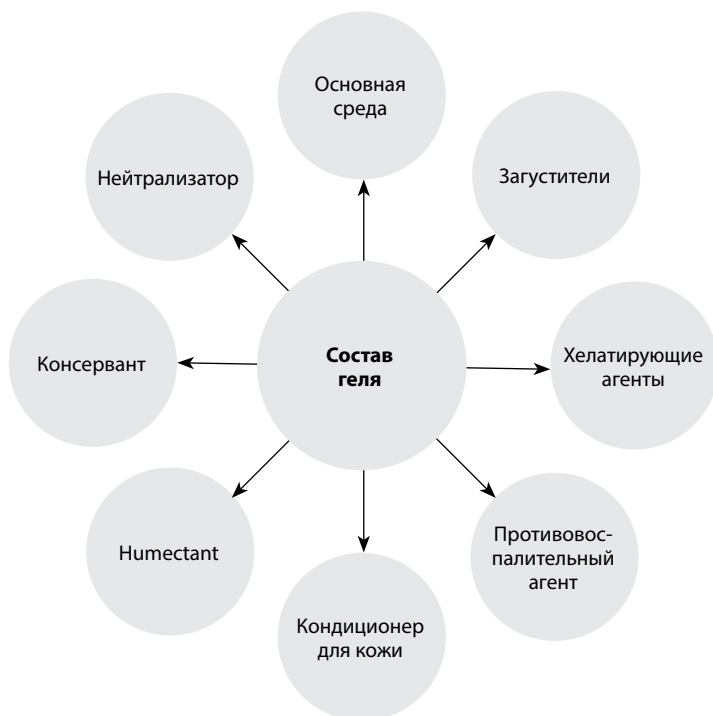 Основная
среда
Загустители
Хелатирующие
агенты
Противовос-
палительный
агент
Кондиционер
для кожи
Humectant
Консервант
Нейтрализатор
Состав
геля